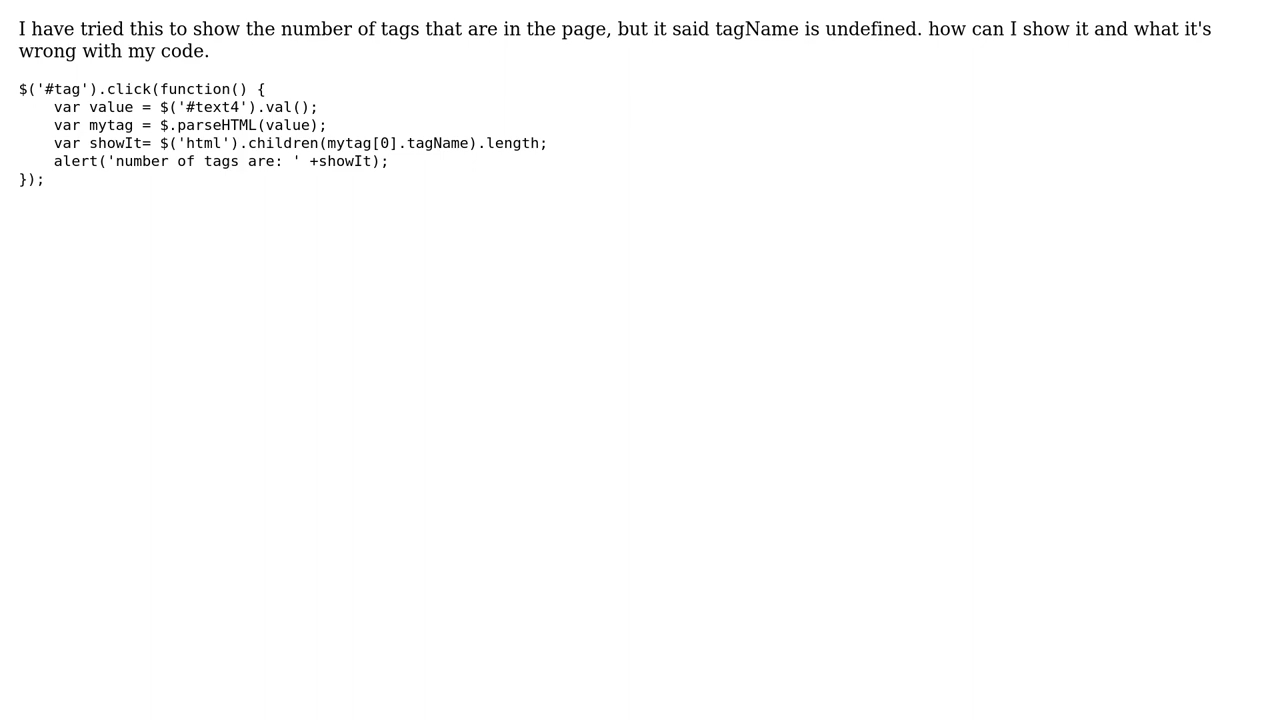 I have tried this to show the number of tags that are in the page, but it said tagName is undefined. how can I show it and what it's
wrong with my code.
$('#tag').click(function() {
    var value = $('#text4').val();
    var mytag = $.parseHTML(value);
    var showIt= $('html').children(mytag[0].tagName).length;
    alert('number of tags are: ' +showIt);
});